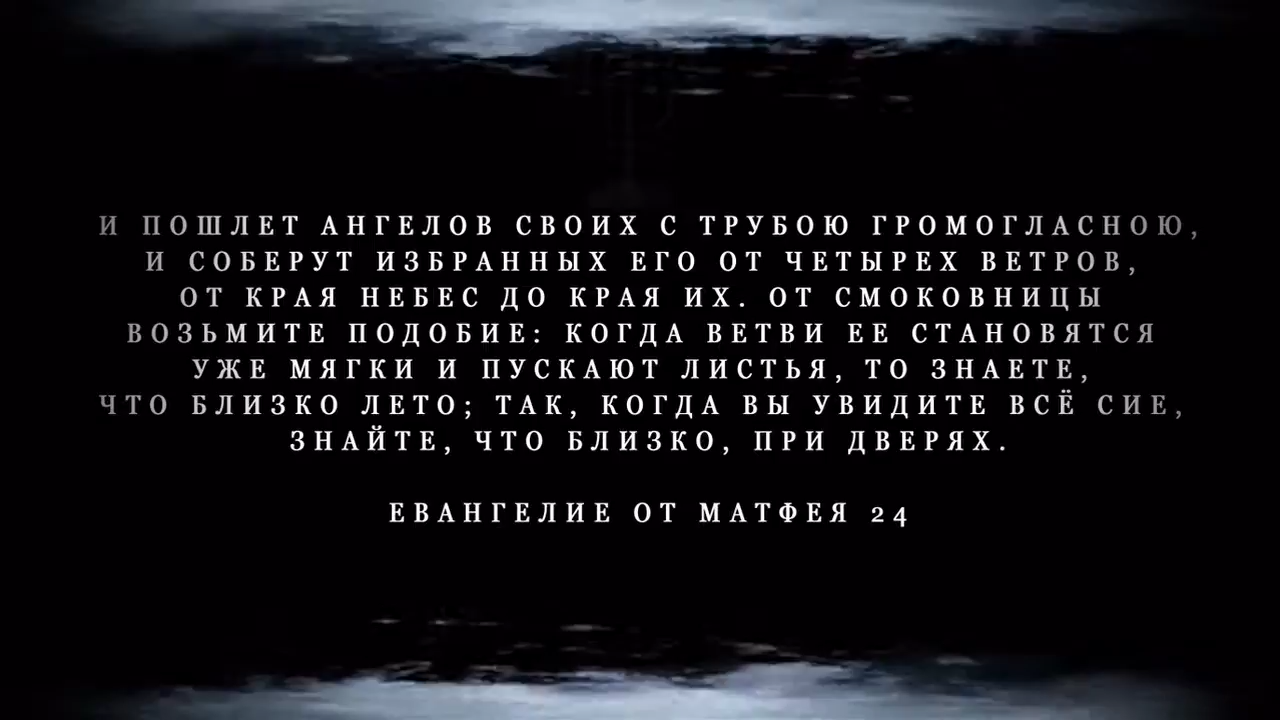 И ПОШЛЕТ АНГЕЛОВ СВОИХ С ТРУБОЮ ГРОМОГЛАСНОЮ,
И СОБЕРУТ ИЗБРАННЫХ ЕГО ОТ ЧЕТЫРЕХ ВЕТРОВ,
ОТ КРАЯ НЕБЕС ДО КРАЯ ИХ. ОТ СМОКОВНИЦЫ
ВОЗЬМИТЕ ПОДОБИЕ: КОГДА ВЕТВИ ЕЕ СТАНОВЯТСЯ
УЖЕ МЯГКИ И ПУСКАЮТ ЛИСТЬЯ, ТО ЗНАЕТЕ,
ЧТО БЛИЗКО ЛЕТО; ТАК, КОГДА ВЫ УВИДИТЕ ВСЁ СИЕ,
ЗНАЙТЕ, ЧТО БЛИЗКО, ПРИ ДВЕРЯХ.
ЕВАНГЕЛИЕ ОТ МАТФЕЯ 24